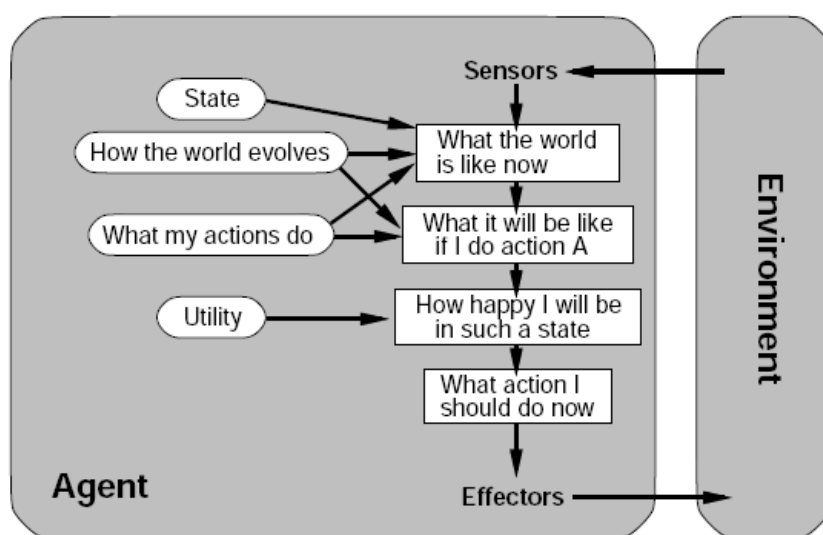 Sensors
State
What the world
is like now
How the world evolves
What my actions do
What it will be like
if I do action A
Utility
How happy I will be
in such a state
What action I
should do now
Agent
Effectors
Environment